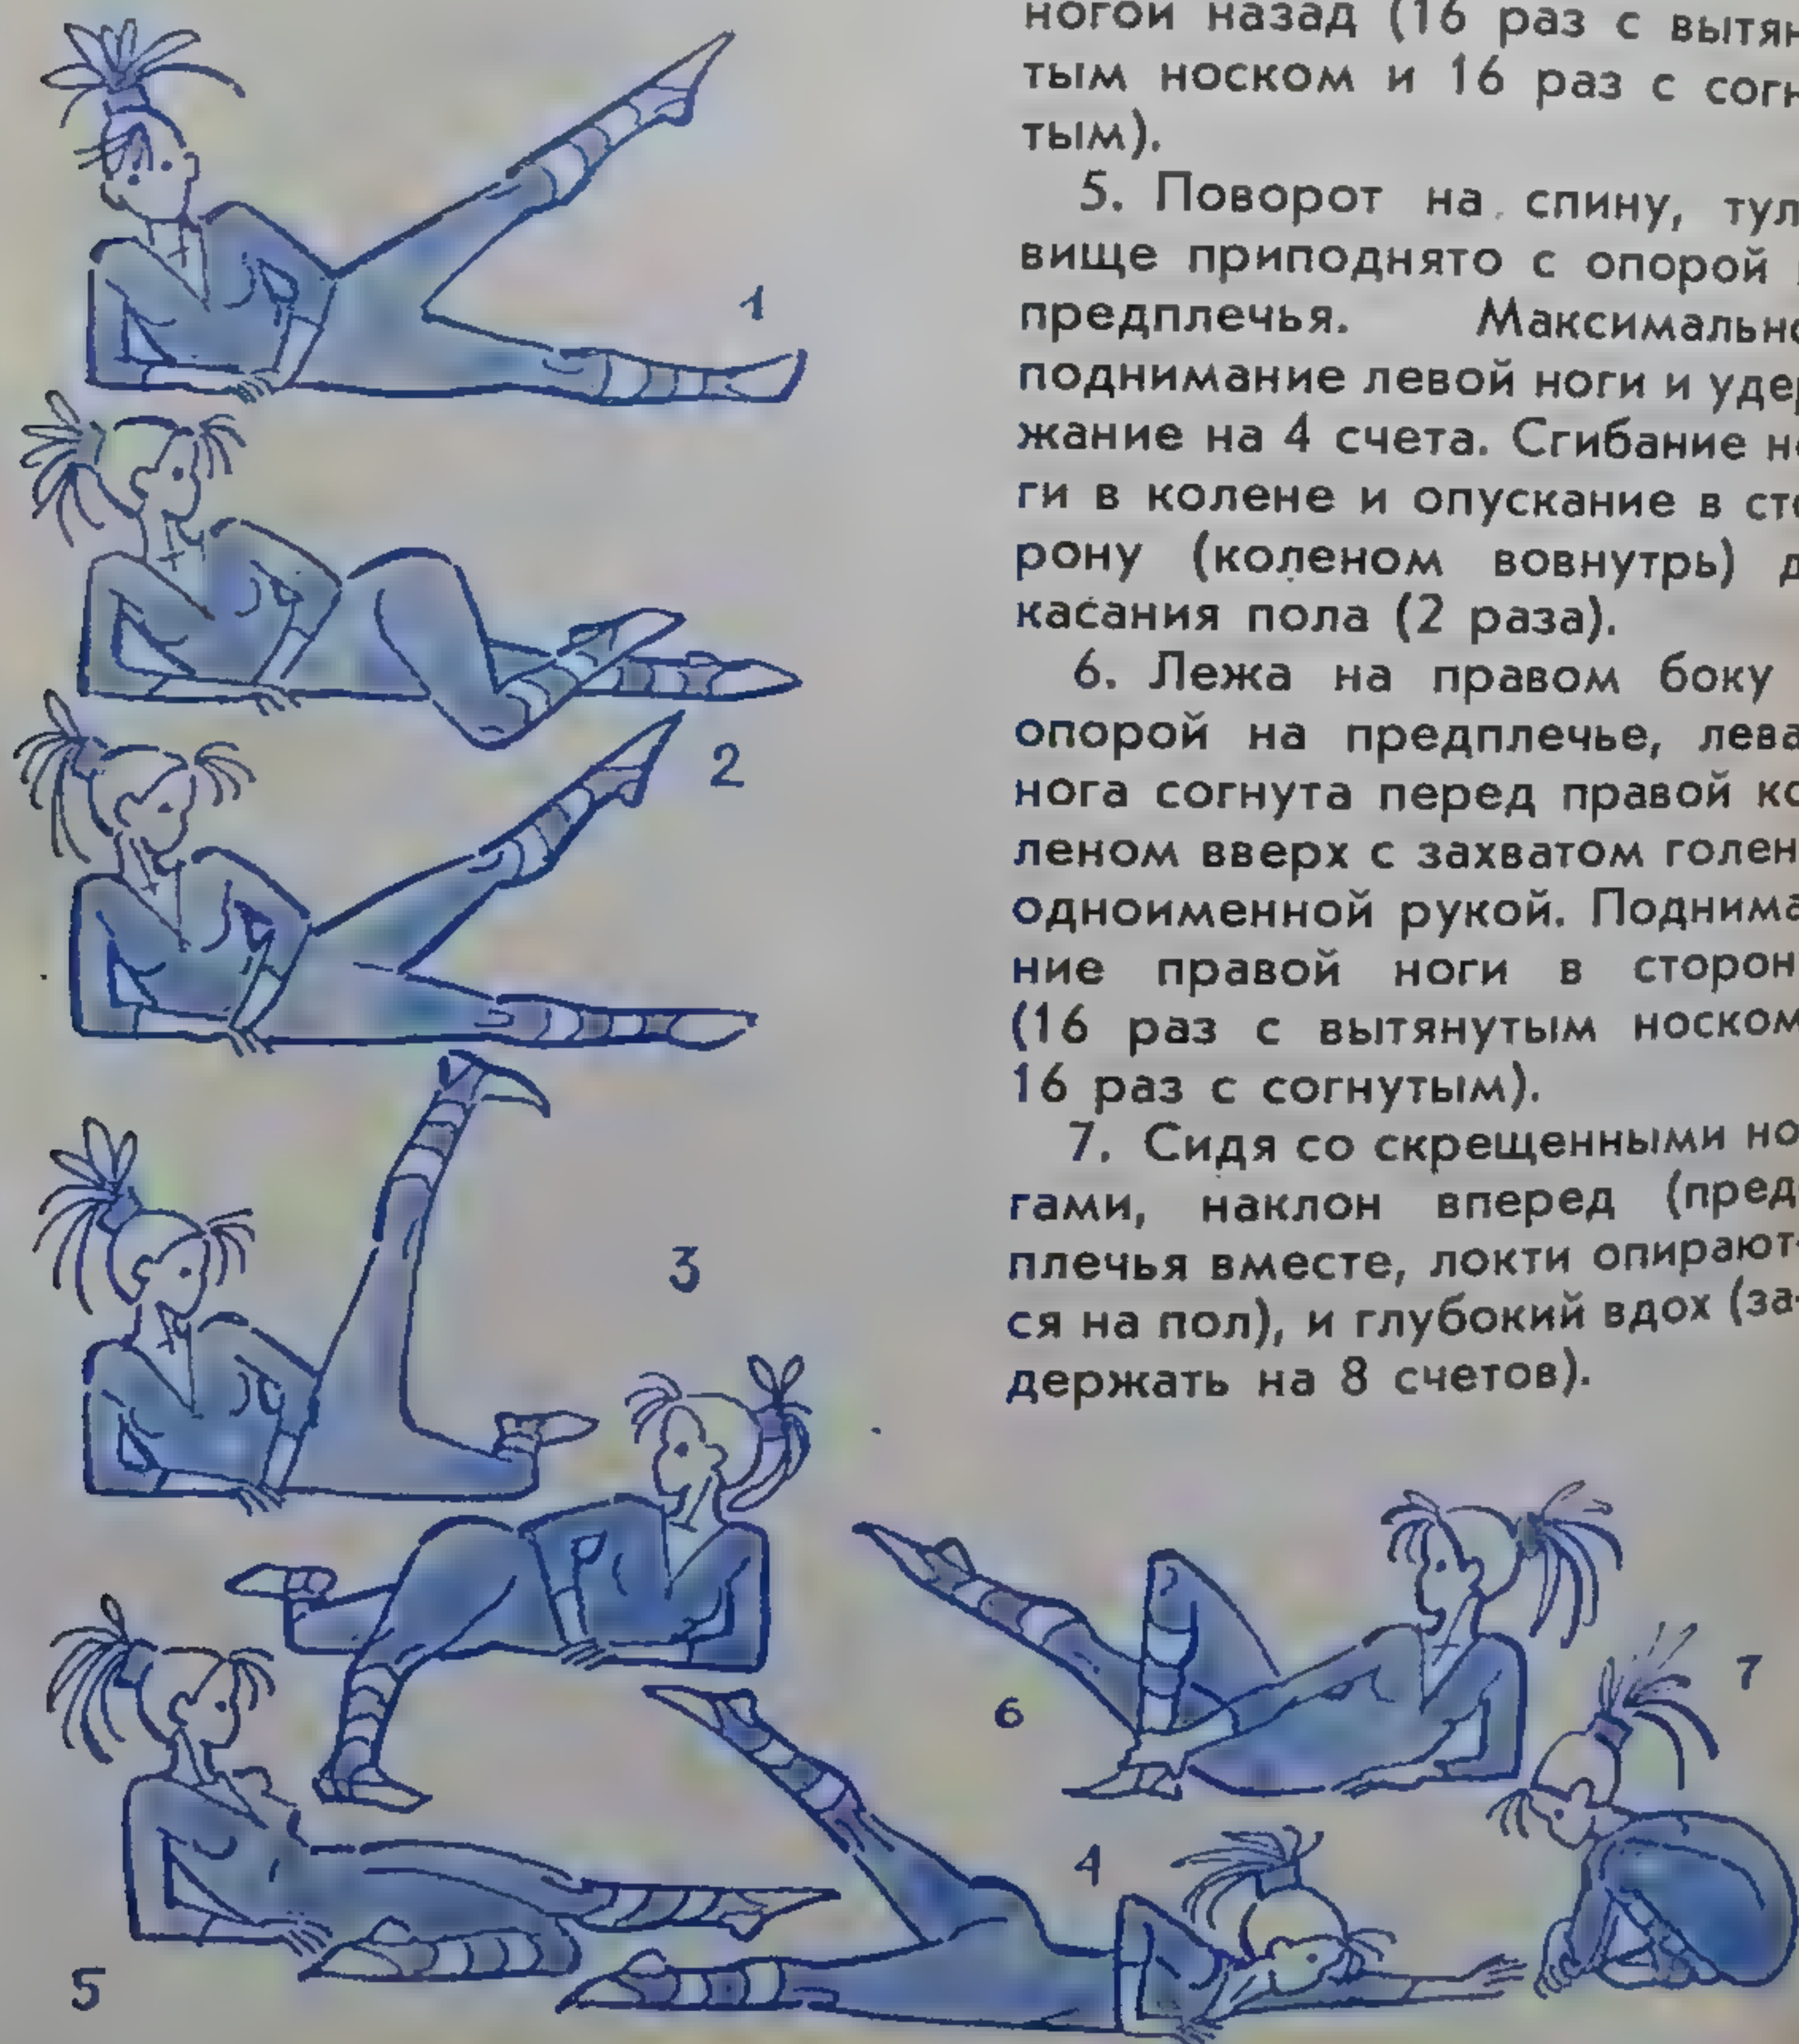 ногой назад (16 раз с вытян
тым носком и 16 раз с согн
тым).
5. Поворот на спину, тул
вище приподнято с опорой
предплечья. Максимально
поднимание левой ноги и удер
жание на 4 счета. Сгибание но
ги в колене и опускание в сто
рону (коленом вовнутрь) д
касания пола (2 раза).
6. Лежа на правом боку
опорой на предплечье, лева
нога согнута перед правой ко
леном вверх с захватом голен
одноименной рукой. Поднима
ние правой ноги в сторон
(16 раз с вытянутым носком
16 раз с согнутым).
7. Сидя со скрещенными но-
гами, наклон вперед (пред-
плечья вместе, локти опирают-
ся на пол), и глубокий вдох (за-
держать на 8 счетов).
1
2
3
6
7
4
5